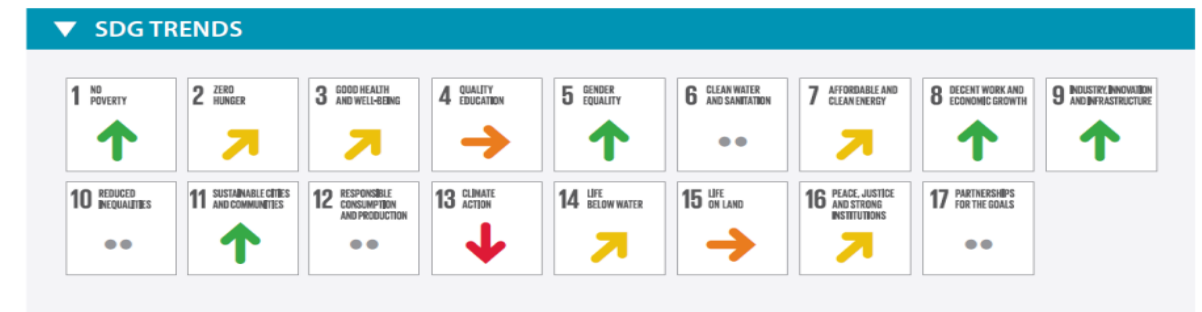 SDG TRENDS
1 NO POVERTY
2 ZERO HUNGER
3 GOOD HEALTH AND WELL-BEING
4 QUALITY EDUCATION
5 GENDER EQUALITY
6 CLEAN WATER AND SANITATION
7 AFFORDABLE AND CLEAN ENERGY
8 DECENT WORK AND ECONOMIC GROWTH
9 INDUSTRY, INNOVATION AND INFRASTRUCTURE
10 REDUCED INEQUALITIES
11 SUSTAINABLE CITIES AND COMMUNITIES
12 RESPONSIBLE CONSUMPTION AND PRODUCTION
13 CLIMATE ACTION
14 LIFE BELOW WATER
15 LIFE ON LAND
16 PEACE, JUSTICE AND STRONG INSTITUTIONS
17 PARTNERSHIPS FOR THE GOALS